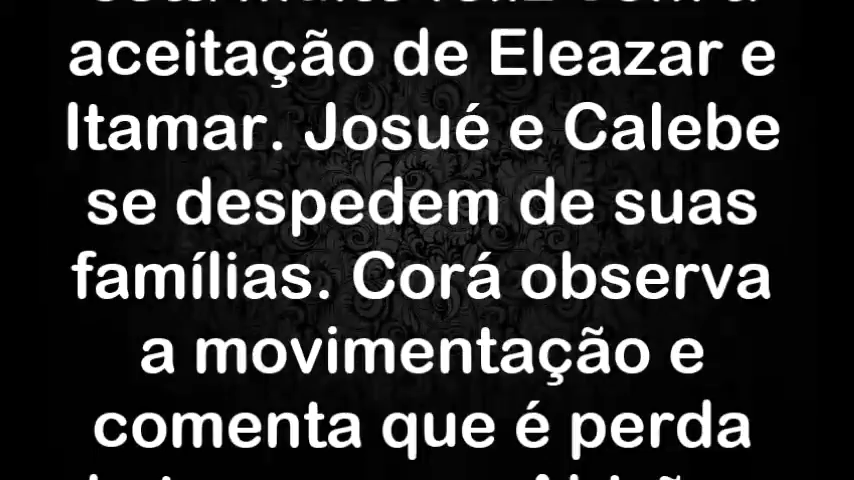 aceitação de Eleazar e
Itamar. Josué e Calebe
se despedem de suas
famílias. Corá observa
a movimentação e
comenta que é perda